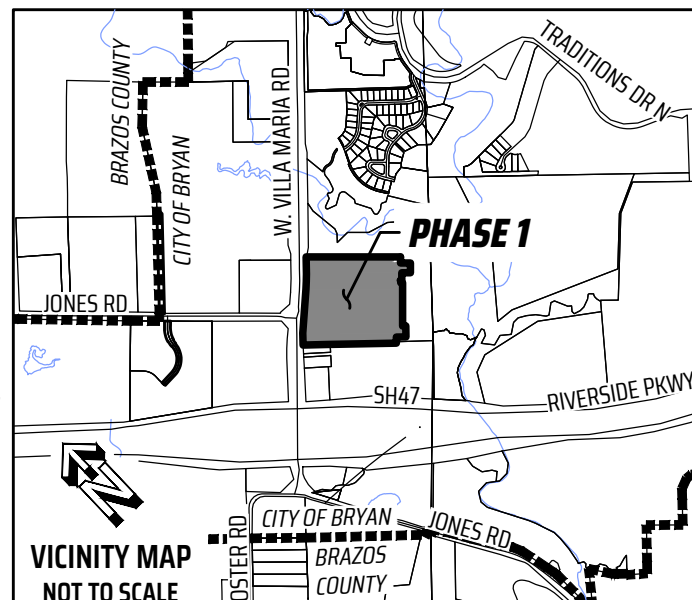 TRADITIONS DR N
BRAZOS COUNTY
CITY OF BRYAN
W. VILLA MARIA RD
PHASE 1
JONES RD
SH47
RIVERSIDE PKWY
N
CITY OF BRYAN
JONES RD
OSTER RD
BRAZOS
COUNTY
VICINITY MAP
NOT TO SCALE